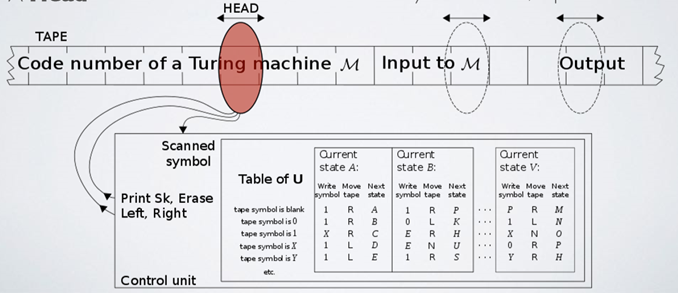 HEAD
TAPE
Code number of a Turing machine ℳ Input to ℳ Output
Scanned
symbol
Print Sk, Erase
Left, Right
Control unit
Table of U
Current
state A:
Current
state B:
Current
state V:
Write Move Next Write Move Next Write Move Next
symbol tape state symbol tape state symbol tape state
tape symbol is blank 1 R A 1 R P ··· P R M
tape symbol is 0 1 R B 0 L K ··· 1 L N
tape symbol is 1 X R C E R H ··· X N O
tape symbol is X 1 L D E N U ··· 0 R P
tape symbol is Y 1 L E 1 R S ··· Y R H
etc.